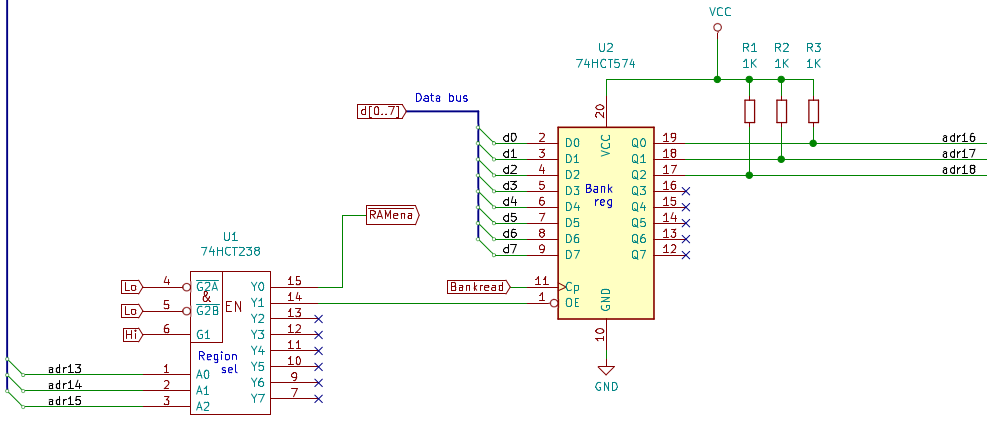 VCC
R1
1K
R2
1K
R3
1K
U2
74HCT574
Data bus
d[0..7]
20
VCC
d0 2 D0 Q0 19 adr16
d1 3 D1 Q1 18 adr17
d2 4 D2 Q2 17 adr18
d3 5 D3 Q3 16
d4 6 D4 Q4 15
d5 7 D5 Q5 14
d6 8 D6 Q6 13
d7 9 D7 Q7 12
Bank
reg
Bankread 11 Cp
1 OE
GND
10
GND
RAMena
U1
74HCT238
Lo 4 G2A Y0 15
&
EN
Lo 5 G2B Y1 14
Hi 6 G1
Y2 13
Y3 12
Y4 11
Y5 10
Y6 9
Y7 7
Region
sel
adr13 1 A0
adr14 2 A1
adr15 3 A2